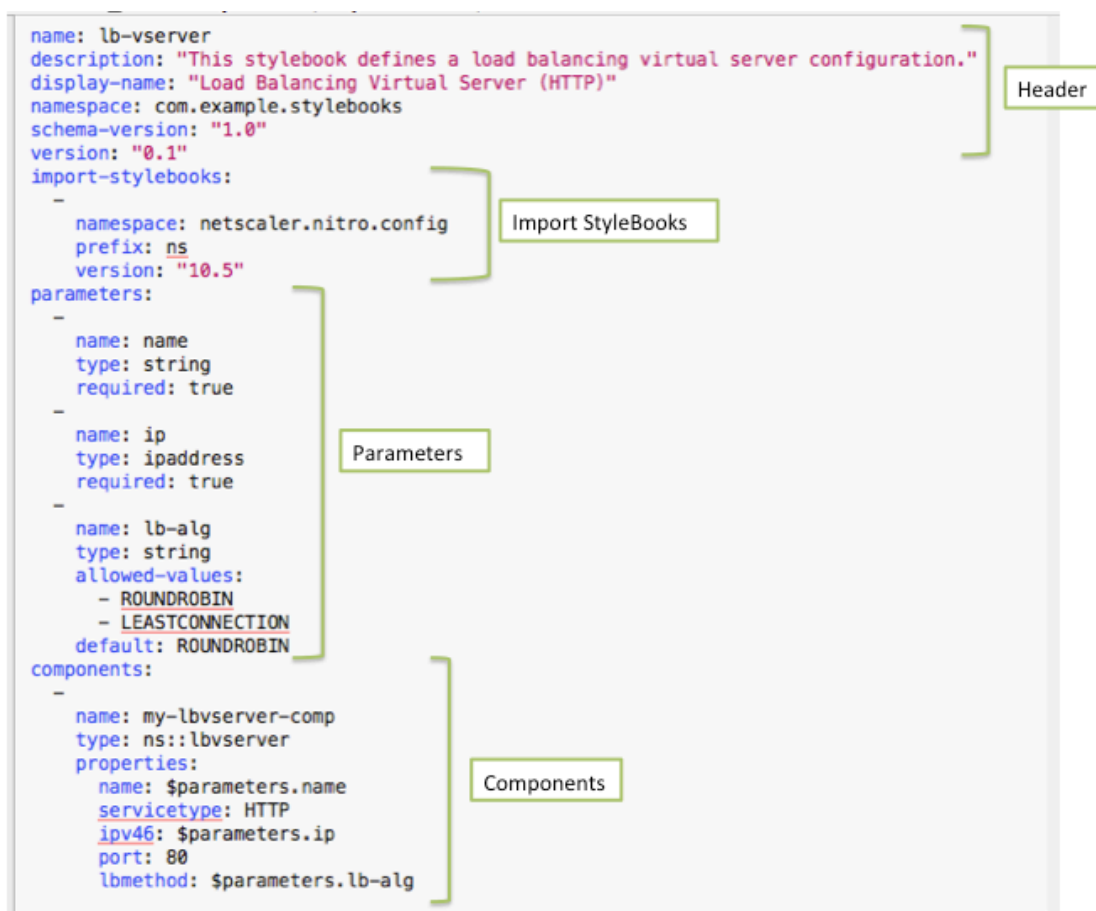 name: lb-vserver
description: "This stylebook defines a load balancing virtual server configuration."
display-name: "Load Balancing Virtual Server (HTTP)"
Header
namespace: com.example.stylebooks
schema-version: "1.0"
version: "0.1"
import-stylebooks:
  -
    namespace: netscaler.nitro.config
Import StyleBooks
    prefix: ns
    version: "10.5"
parameters:
  -
    name: name
    type: string
    required: true
  -
    name: ip
    type: ipaddress
Parameters
    required: true
  -
    name: lb-alg
    type: string
    allowed-values:
      - ROUNDROBIN
      - LEASTCONNECTION
    default: ROUNDROBIN
components:
  -
    name: my-lbvserver-comp
    type: ns::lbvserver
    properties:
      name: $parameters.name
Components
      servicetype: HTTP
      ipv46: $parameters.ip
      port: 80
      lbmethod: $parameters.lb-alg